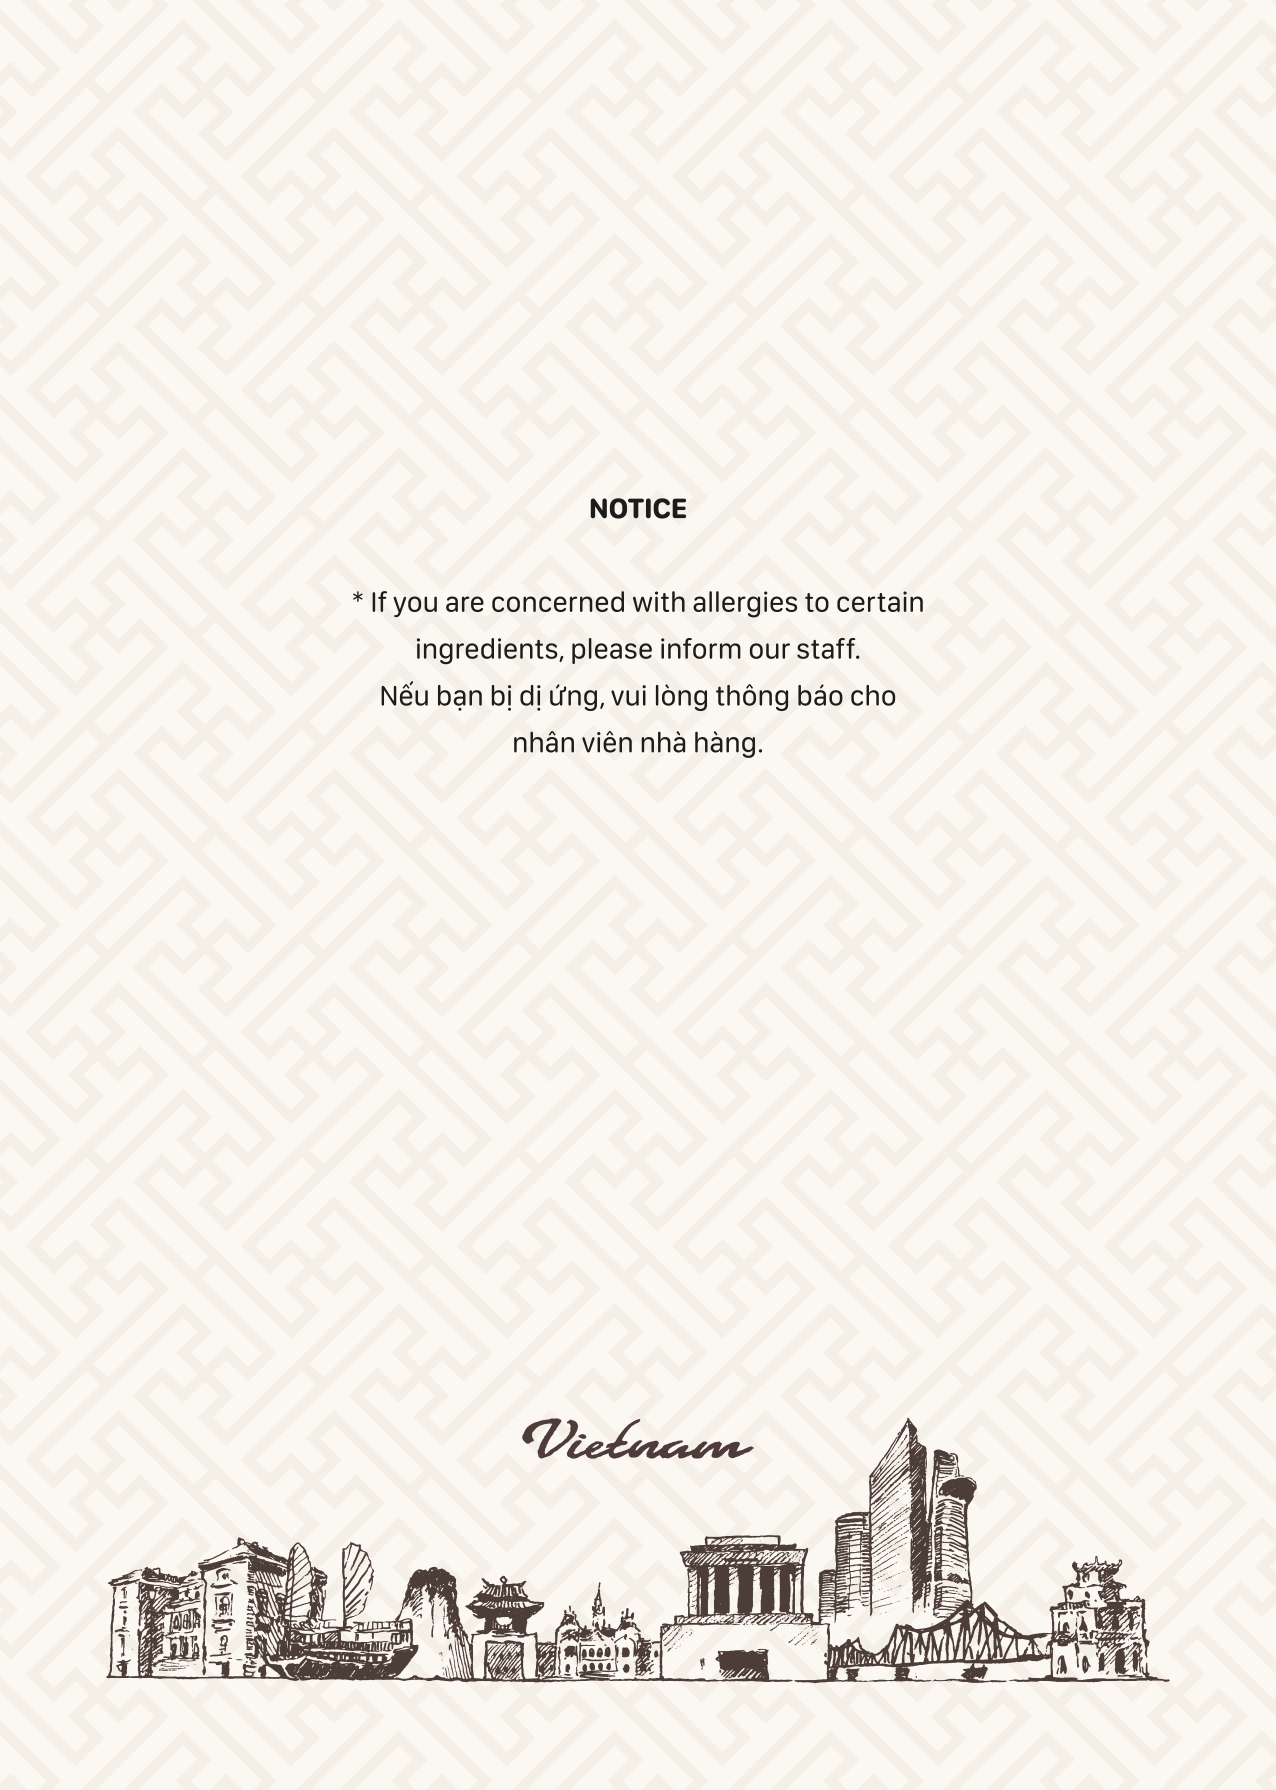 NOTICE
* If you are concerned with allergies to certain
ingredients, please inform our staff.
Nếu bạn bị dị ứng, vui lòng thông báo cho
nhân viên nhà hàng.
Vietnam